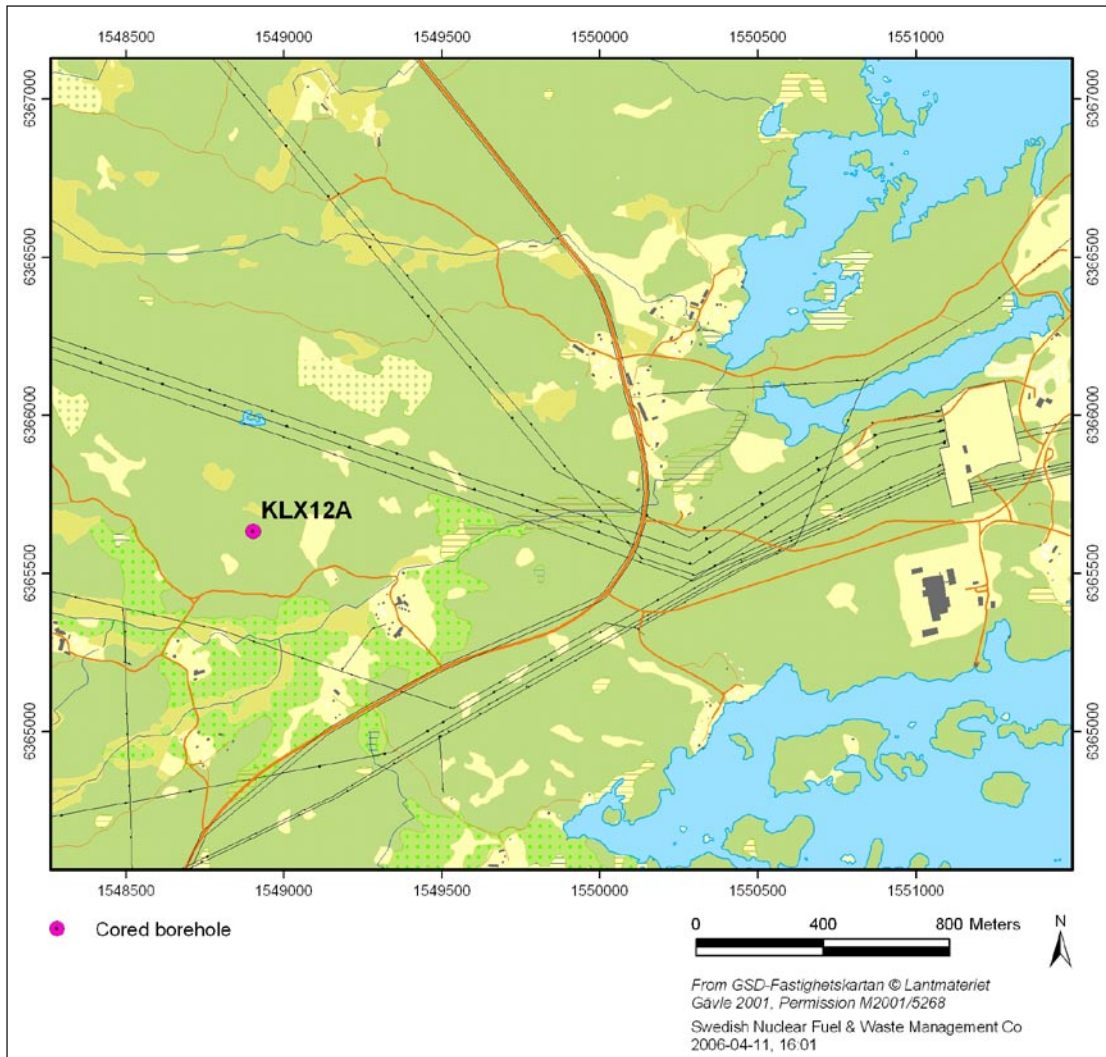 1548500 1549000 1549500 1550000 1550500 1551000
6367000 6367000
6366500 6366500
6366000 6366000
KLX12A
6365500 6365500
6365000 6365000
1548500 1549000 1549500 1550000 1550500 1551000
Cored borehole
0 400 800 Meters
N
From GSD-Fastighetskartan © Lantmateriet
Gävle 2001, Permission M2001/5268
Swedish Nuclear Fuel & Waste Management Co
2006-04-11, 16:01